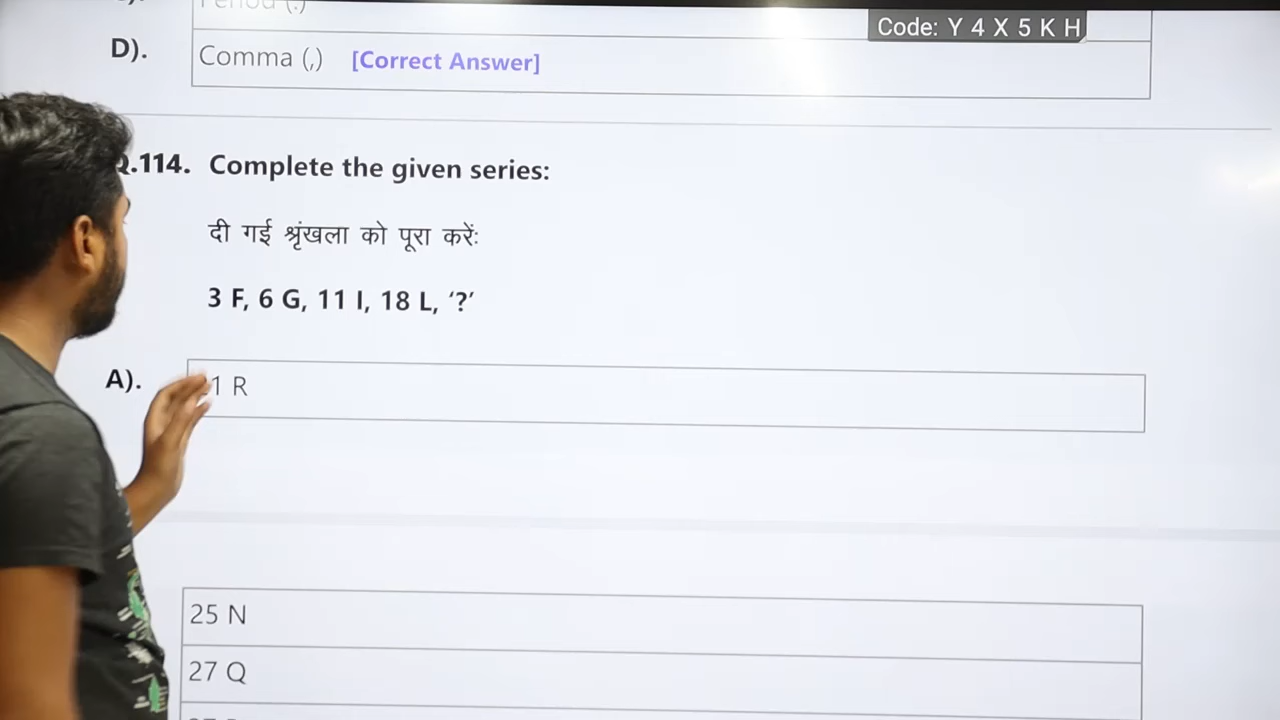 Code: Y 4 X 5 K H
D). Comma (,) [Correct Answer]
.114. Complete the given series:
दी गई श्रृंखला को पूरा करें:
3 F, 6 G, 11 I, 18 L, ‘?’
A). 1 R
25 N
27 Q